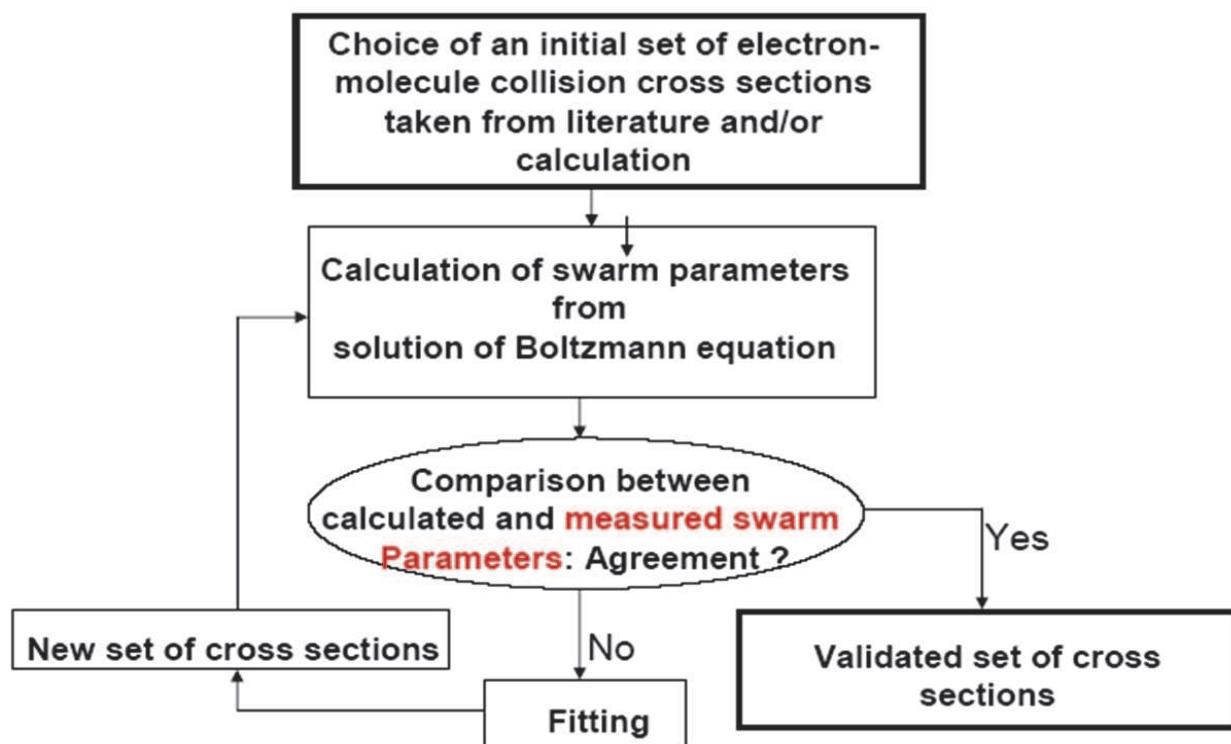 Choice of an initial set of electron-
molecule collision cross sections
taken from literature and/or
calculation
Calculation of swarm parameters
from
solution of Boltzmann equation
Comparison between
calculated and measured swarm
Parameters: Agreement ?
Yes
No
New set of cross sections
Validated set of cross
sections
Fitting